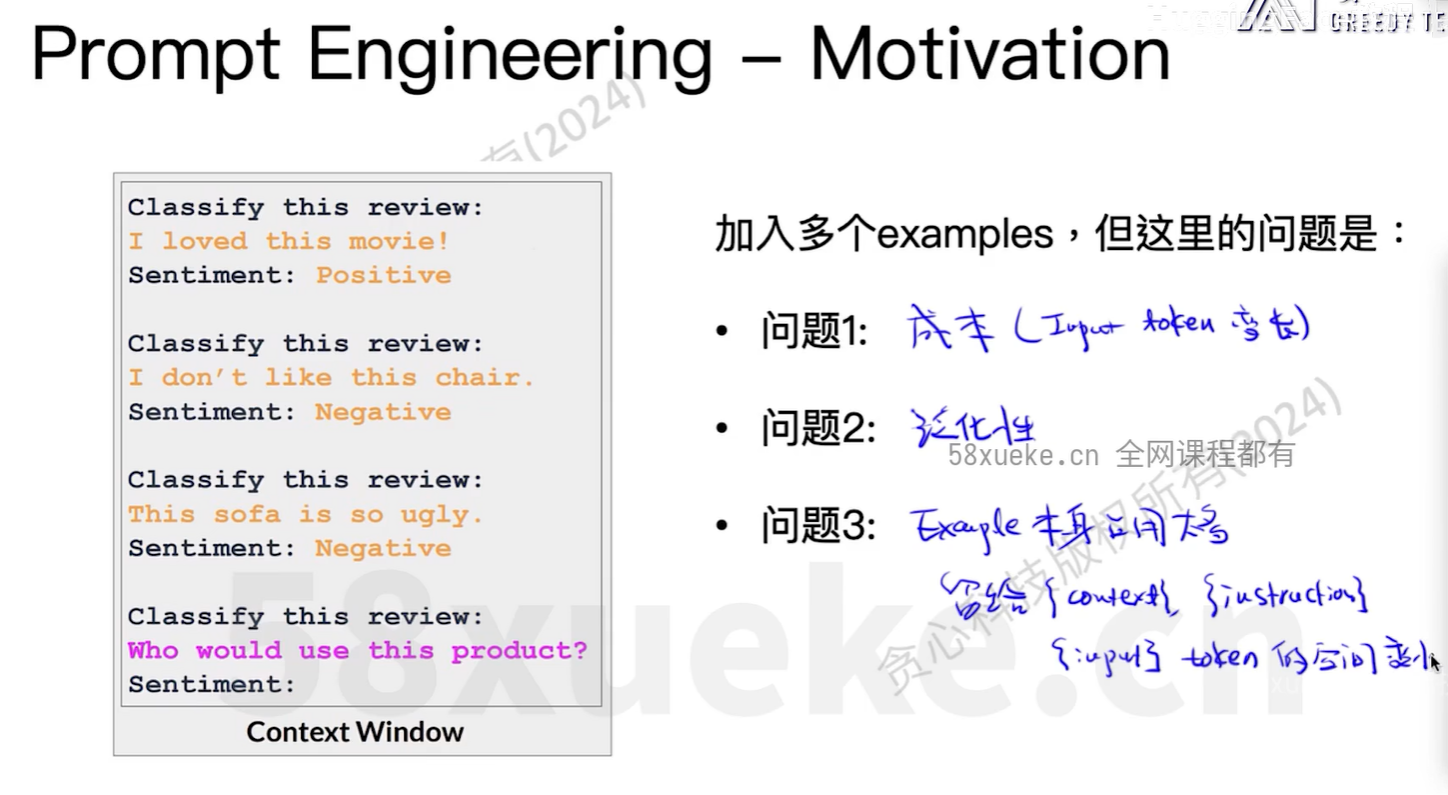 Prompt Engineering – Motivation
GREEDY TE
有(2024)
Classify this review:
I loved this movie!
Sentiment: Positive
Classify this review:
I don't like this chair.
Sentiment: Negative
Classify this review:
This sofa is so ugly.
Sentiment: Negative
Classify this review:
Who would use this product?
Sentiment:
Context Window
加入多个examples，但这里的问题是：
• 问题1: 成本 (Input token 变长)
• 问题2: 泛化性
58xueke.cn 全网课程都有
• 问题3: Example 本身占用太多
留给 {context}, {instruction}
{input} token 的空间变小
贪心科技版权所有(2024)
58xueke.cn